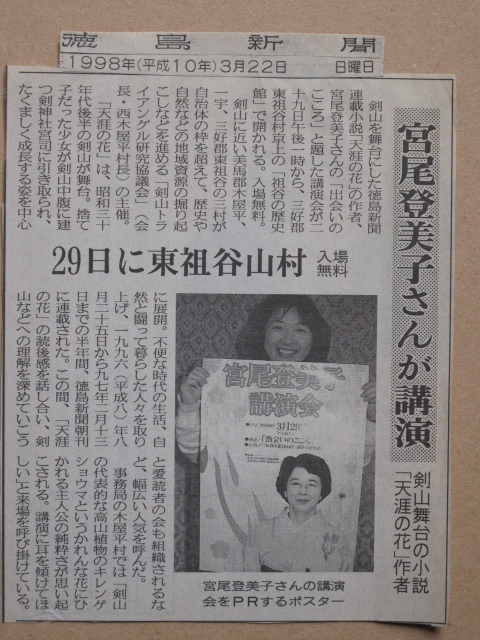 徳島新聞
1998年(平成10年)3月22日 日曜日
宮尾登美子さんが講演
剣山舞台の小説
「天涯の花」作者
29日に東祖谷山村 入場無料
剣山を舞台にした徳島新聞
連載小説「天涯の花」の作者、
宮尾登美子さんの「出会いの
こころ」と題した講演会が二
十九日午後一時から、三好郡
東祖谷村京上の「祖谷の歴史
館」で開かれる。入場無料。
剣山に近い美馬郡木屋平、
一宇、三好郡東祖谷の三村が
自治体の枠を超えて、歴史や
自然などの地域資源の掘り起
こしなどを進める「剣山トラ
イアングル研究協議会」（会
長・西木屋平村長）の主催。
「天涯の花」は、昭和三十
年代後半の剣山が舞台。捨て
子だった少女が剣山中腹に建
つ剣神社宮司に引き取られ、
たくましく成長する姿を中心
に展開。不便な時代の生活、自
然と闘って暮らした人々を取り
上げ、一九九六（平成八）年八
月二十五日から九七年二月十三
日までの半年間、徳島新聞朝刊
に連載された。この間、「天涯
の花」の読後感を話し合い、剣
山などへの理解を深めていこう
と愛読者の会も組織されるな
ど、幅広い人気を呼んだ。
事務局の木屋平村では「剣山
の代表的な高山植物のキレンゲ
ショウマというかれんな花にひ
かれる主人公の純粋さが思い起
こされる。講演に耳を傾けてほ
しい」と来場を呼び掛けている。
宮尾登美子
講演会
3月29
「出会いのこころ」
宮尾登美子さんの講演
会をPRするポスター